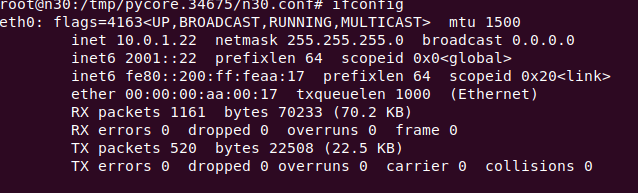 root@n30:/tmp/pycore.34675/n30.conf# ifconfig
eth0: flags=4163<UP,BROADCAST,RUNNING,MULTICAST>  mtu 1500
        inet 10.0.1.22  netmask 255.255.255.0  broadcast 0.0.0.0
        inet6 2001::22  prefixlen 64  scopeid 0x0<global>
        inet6 fe80::200:ff:feaa:17  prefixlen 64  scopeid 0x20<link>
        ether 00:00:00:aa:00:17  txqueuelen 1000  (Ethernet)
        RX packets 1161  bytes 70233 (70.2 KB)
        RX errors 0  dropped 0  overruns 0  frame 0
        TX packets 520  bytes 22508 (22.5 KB)
        TX errors 0  dropped 0 overruns 0  carrier 0  collisions 0